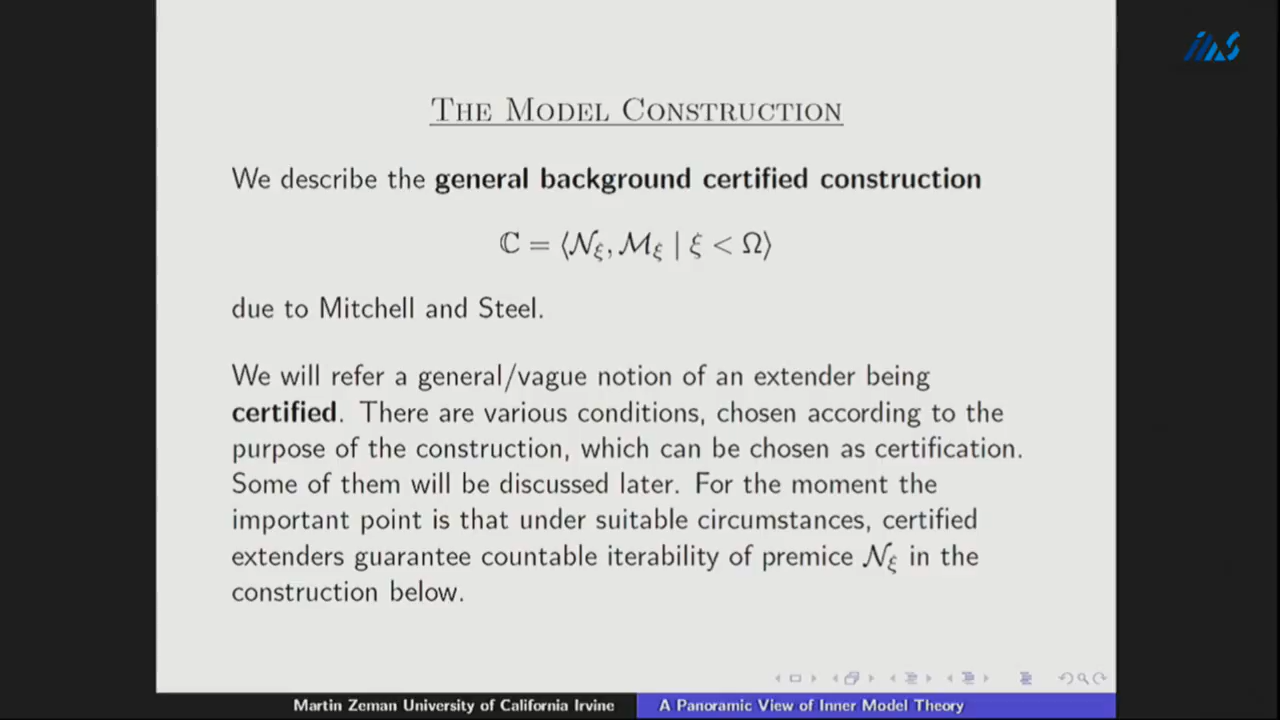 ims
THE MODEL CONSTRUCTION
We describe the general background certified construction
ℂ = ⟨𝒩_ξ, ℳ_ξ | ξ < Ω⟩
due to Mitchell and Steel.
We will refer a general/vague notion of an extender being
certified. There are various conditions, chosen according to the
purpose of the construction, which can be chosen as certification.
Some of them will be discussed later. For the moment the
important point is that under suitable circumstances, certified
extenders guarantee countable iterability of premice 𝒩_ξ in the
construction below.
Martin Zeman University of California Irvine
A Panoramic View of Inner Model Theory